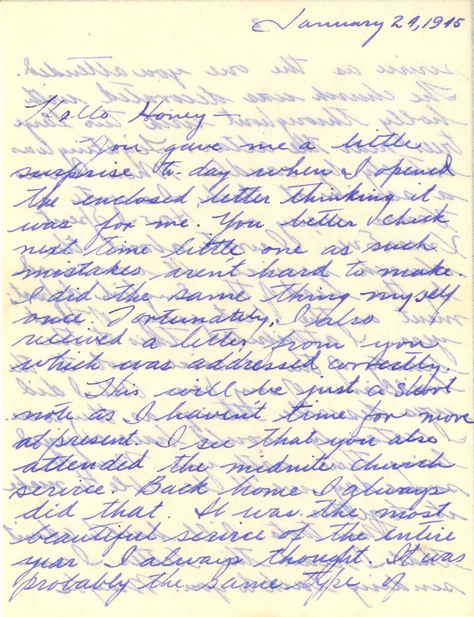 January 24, 1945
Hello Honey-
You gave me a little
surprise to-day when I opened
the enclosed letter thinking it
was for me. You better check
next time little one as such
mistakes arent hard to make.
I did the same thing myself
once. Fortunately, I also
received a letter from you
which was addressed correctly.
This will be just a short
note as I haven't time for more
at present. I see that you also
attended the midnite church
service. Back home I always
did that. It was the most
beautiful service of the entire
year I always thought. It was
probably the same type of